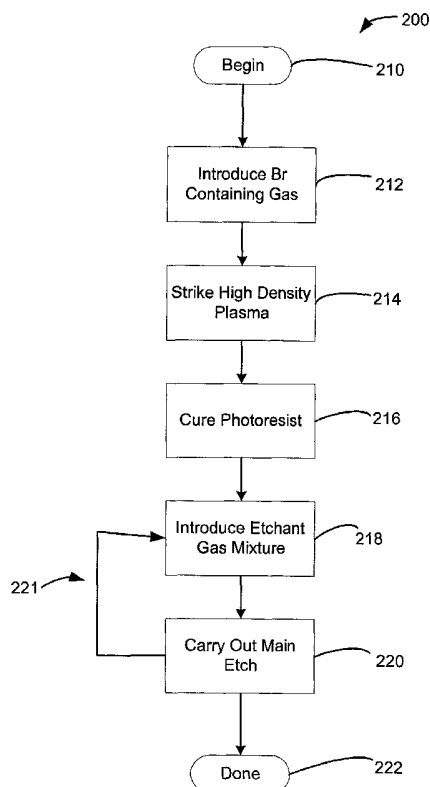 200
Begin
210
Introduce Br
Containing Gas
212
Strike High Density
Plasma
214
Cure Photoresist
216
Introduce Etchant
Gas Mixture
218
221
Carry Out Main
Etch
220
Done
222